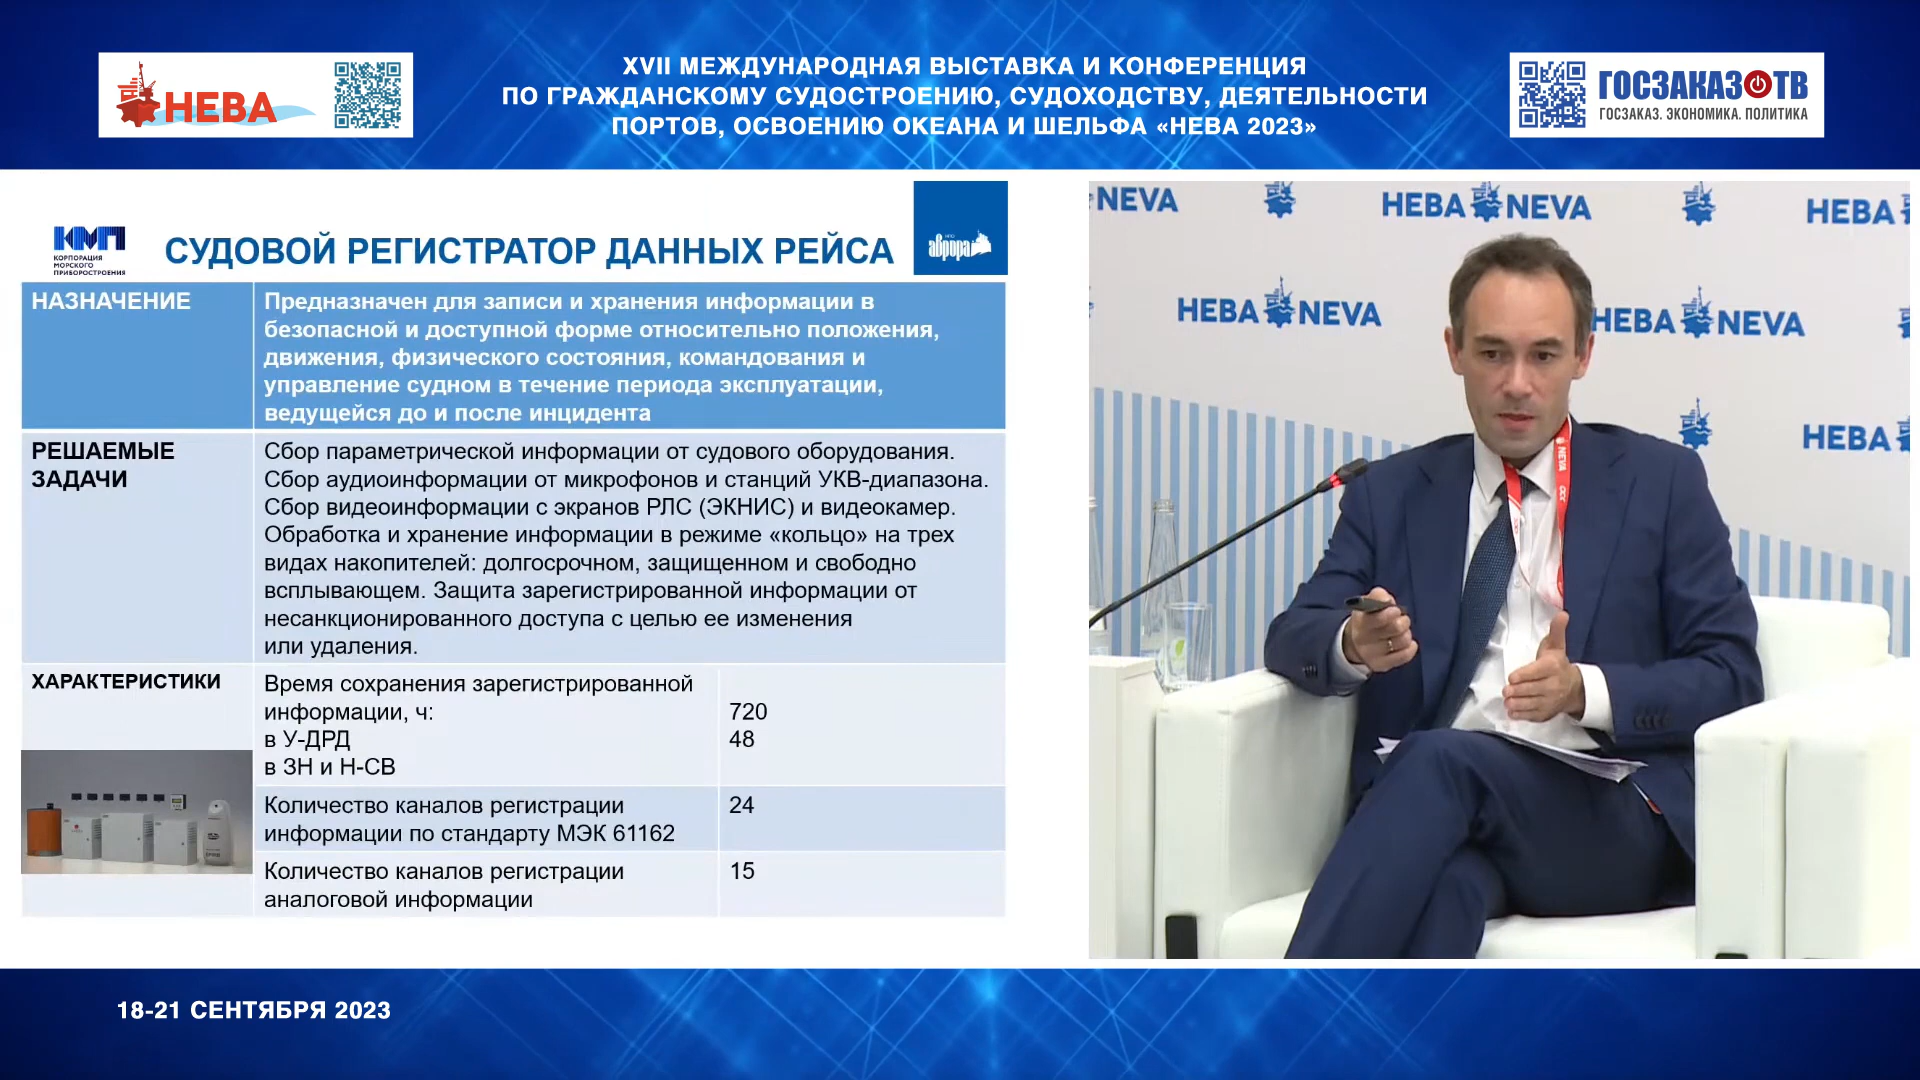 НЕВА
XVII МЕЖДУНАРОДНАЯ ВЫСТАВКА И КОНФЕРЕНЦИЯ
ПО ГРАЖДАНСКОМУ СУДОСТРОЕНИЮ, СУДОХОДСТВУ, ДЕЯТЕЛЬНОСТИ
ПОРТОВ, ОСВОЕНИЮ ОКЕАНА И ШЕЛЬФА «НЕВА 2023»
ГОСЗАКАЗ ТВ
ГОСЗАКАЗ. ЭКОНОМИКА. ПОЛИТИКА
КМП
КОРПОРАЦИЯ
МОРСКОГО
ПРИБОРОСТРОЕНИЯ
СУДОВОЙ РЕГИСТРАТОР ДАННЫХ РЕЙСА
аврора
НАЗНАЧЕНИЕ
Предназначен для записи и хранения информации в
безопасной и доступной форме относительно положения,
движения, физического состояния, командования и
управление судном в течение периода эксплуатации,
ведущейся до и после инцидента
РЕШАЕМЫЕ
ЗАДАЧИ
Сбор параметрической информации от судового оборудования.
Сбор аудиоинформации от микрофонов и станций УКВ-диапазона.
Сбор видеоинформации с экранов РЛС (ЭКНИС) и видеокамер.
Обработка и хранение информации в режиме «кольцо» на трех
видах накопителей: долгосрочном, защищенном и свободно
всплывающем. Защита зарегистрированной информации от
несанкционированного доступа с целью ее изменения
или удаления.
ХАРАКТЕРИСТИКИ
Время сохранения зарегистрированной
информации, ч:
в У-ДРД
в ЗН и Н-СВ
720
48
Количество каналов регистрации
информации по стандарту МЭК 61162
24
Количество каналов регистрации
аналоговой информации
15
NEVA
НЕВА NEVA
НЕВА
НЕВА NEVA
НЕВА NEVA
НЕВА
NEVA
18-21 СЕНТЯБРЯ 2023